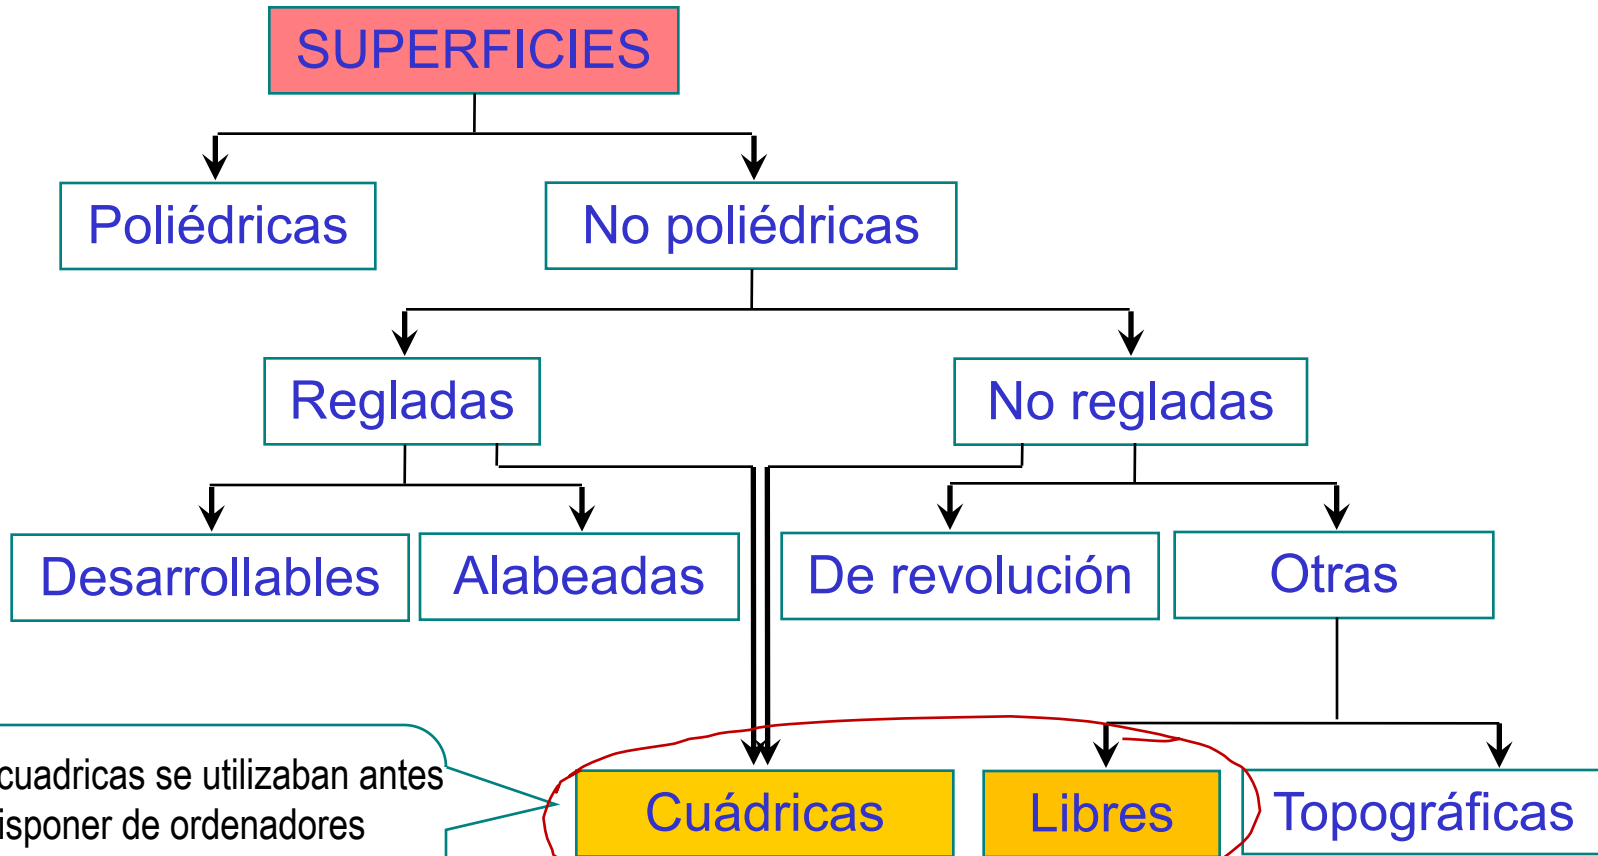 SUPERFICIES
Poliédricas
No poliédricas
Regladas
No regladas
Desarrollables
Alabeadas
De revolución
Otras
cuadricas se utilizaban antes
isponer de ordenadores
Cuádricas
Libres
Topográficas